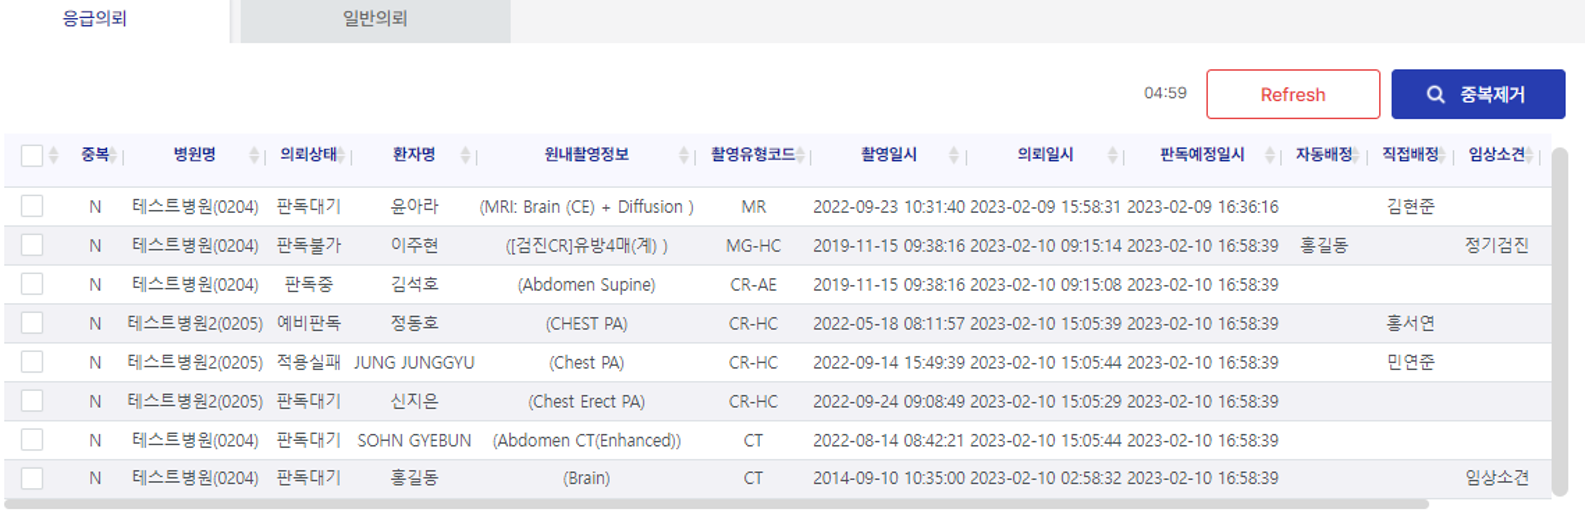 응급의뢰 일반의뢰
04:59 Refresh 중복제거
중복 병원명 의뢰상태 환자명 원내촬영정보 촬영유형코드 촬영일시 의뢰일시 판독예정일시 자동배정 직접배정 임상소견
N 테스트병원(0204) 판독대기 윤아라 (MRI: Brain (CE) + Diffusion ) MR 2022-09-23 10:31:40 2023-02-09 15:58:31 2023-02-09 16:36:16 김현준
N 테스트병원(0204) 판독불가 이주현 ([검진CR]유방4매(계) ) MG-HC 2019-11-15 09:38:16 2023-02-10 09:15:14 2023-02-10 16:58:39 홍길동 정기검진
N 테스트병원(0204) 판독중 김석호 (Abdomen Supine) CR-AE 2019-11-15 09:38:16 2023-02-10 09:15:08 2023-02-10 16:58:39
N 테스트병원2(0205) 예비판독 정동호 (CHEST PA) CR-HC 2022-05-18 08:11:57 2023-02-10 15:05:39 2023-02-10 16:58:39 홍서연
N 테스트병원2(0205) 적용실패 JUNG JUNGGYU (Chest PA) CR-HC 2022-09-14 15:49:39 2023-02-10 15:05:44 2023-02-10 16:58:39 민연준
N 테스트병원2(0205) 판독대기 신지은 (Chest Erect PA) CR-HC 2022-09-24 09:08:49 2023-02-10 15:05:29 2023-02-10 16:58:39
N 테스트병원(0204) 판독대기 SOHN GYEBUN (Abdomen CT(Enhanced)) CT 2022-08-14 08:42:21 2023-02-10 15:05:44 2023-02-10 16:58:39
N 테스트병원(0204) 판독대기 홍길동 (Brain) CT 2014-09-10 10:35:00 2023-02-10 02:58:32 2023-02-10 16:58:39 임상소견